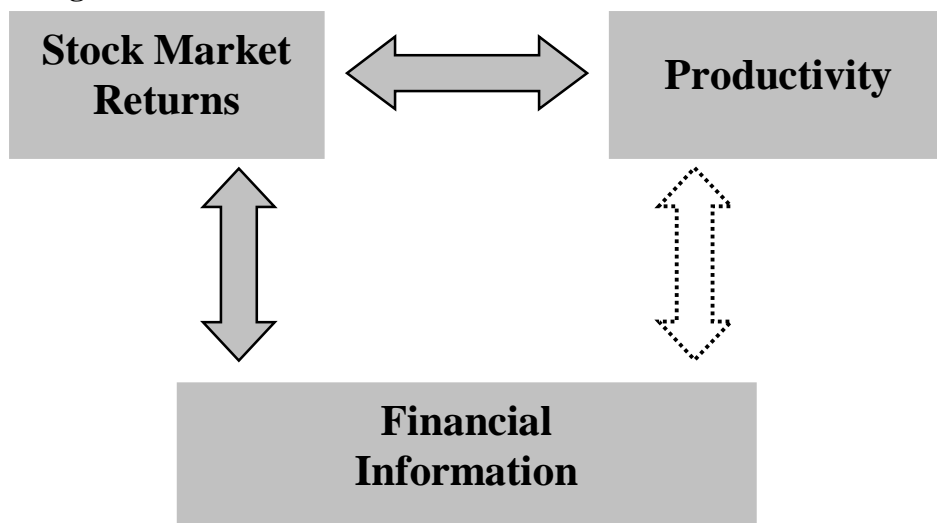 Stock Market
Returns
Productivity
Financial
Information